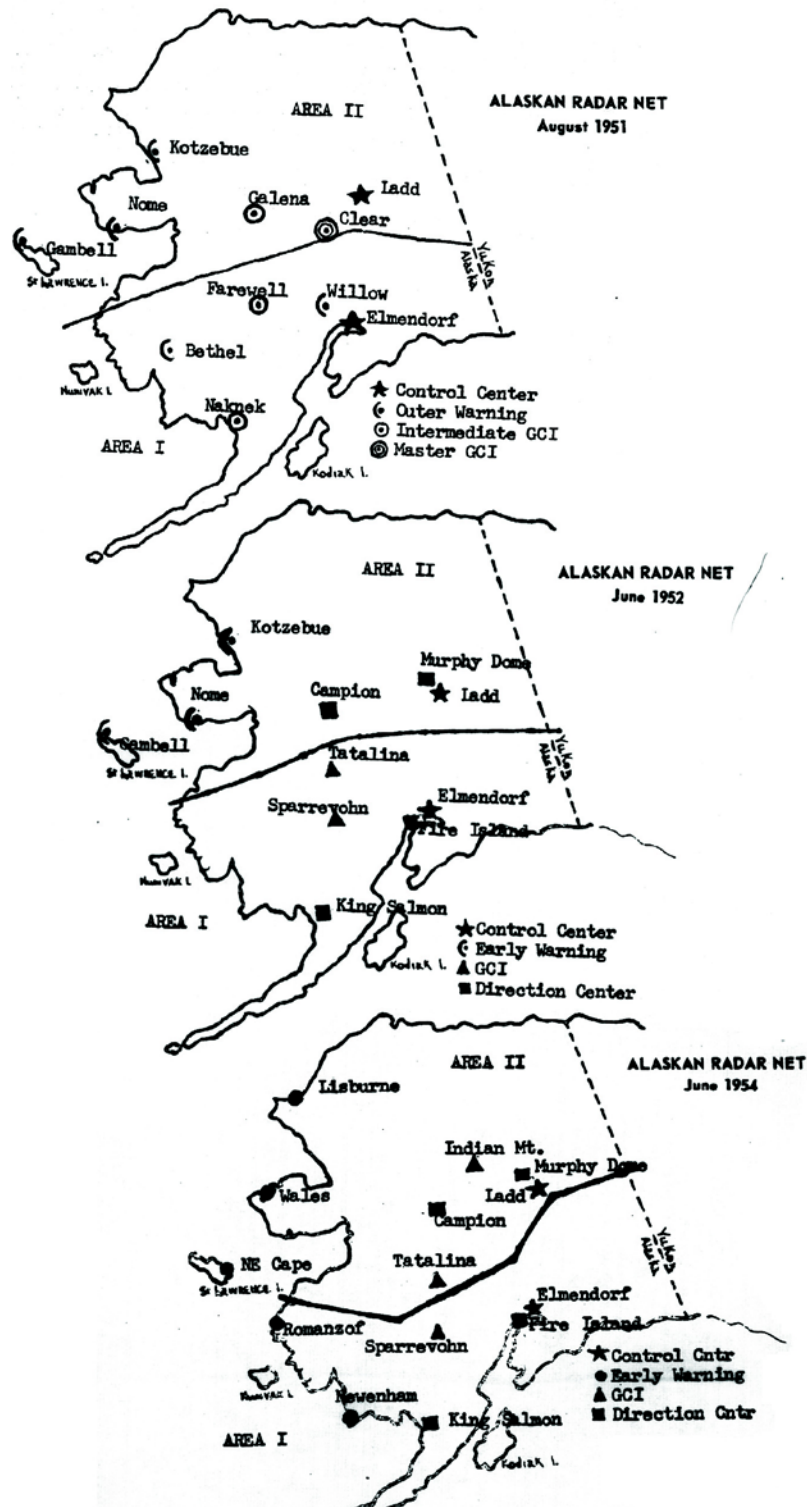 ALASKAN RADAR NET
August 1951
AREA II
Kotzebue
Ladd
Galena
Nome
Clear
Gambell
St LAWRENCE I.
Yukon
Alaska
Farewell
Willow
Elmendorf
Bethel
NUNIVAK I.
Naknek
AREA I
Kodiak I.
Control Center
Outer Warning
Intermediate GCI
Master GCI
ALASKAN RADAR NET
June 1952
AREA II
Kotzebue
Murphy Dome
Nome
Campion
Ladd
Gambell
St LAWRENCE I.
Tatalina
Yukon
Alaska
Sparrevohn
Elmendorf
Fire Island
NUNIVAK I.
King Salmon
AREA I
Kodiak I.
Control Center
Early Warning
GCI
Direction Center
ALASKAN RADAR NET
June 1954
AREA II
Lisburne
Indian Mt.
Murphy Dome
Wales
Ladd
Campion
NE Cape
St LAWRENCE I.
Tatalina
Yukon
Alaska
Elmendorf
Romanzof
Fire Island
Sparrevohn
NUNIVAK I.
Newenham
King Salmon
AREA I
Kodiak I.
Control Cntr
Early Warning
GCI
Direction Cntr